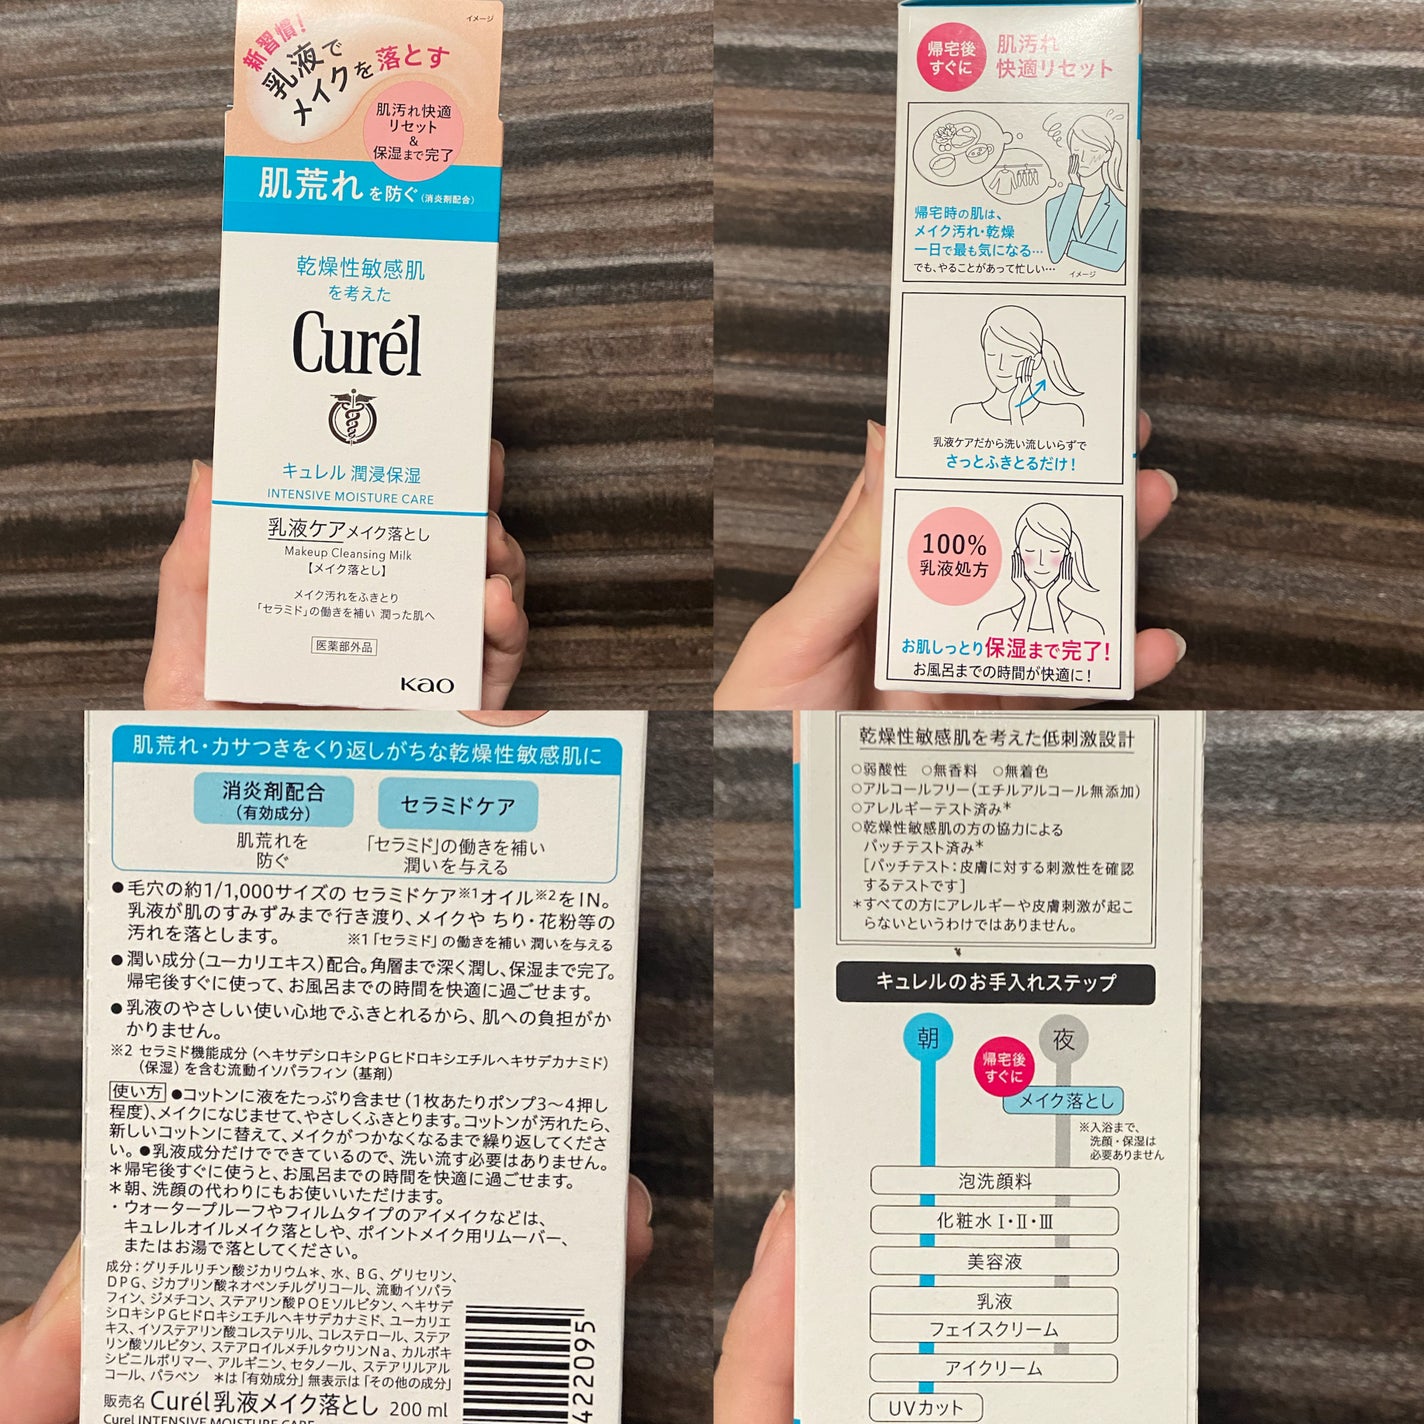 イメージ
新習慣！
乳液で
メイクを落とす
肌汚れ快適
リセット
&
保湿まで完了
肌荒れを防ぐ（消炎剤配合）
乾燥性敏感肌
を考えた
Curél
キュレル 潤浸保湿
INTENSIVE MOISTURE CARE
乳液ケアメイク落とし
Makeup Cleansing Milk
【メイク落とし】
メイク汚れをふきとり
「セラミド」の働きを補い 潤った肌へ
医薬部外品
Kao
帰宅後
すぐに
肌汚れ
快適リセット
帰宅時の肌は、
メイク汚れ・乾燥
一日で最も気になる…
でも、やることがあって忙しい…
イメージ
乳液ケアだから洗い流しいらずで
さっとふきとるだけ！
100%
乳液処方
お肌しっとり保湿まで完了！
お風呂までの時間が快適に！
肌荒れ・カサつきをくり返しがちな乾燥性敏感肌に
消炎剤配合
（有効成分）
肌荒れを
防ぐ
セラミドケア
「セラミド」の働きを補い
潤いを与える
●毛穴の約1/1,000サイズの セラミドケア※1オイル※2をIN。
乳液が肌のすみずみまで行き渡り、メイクや ちり・花粉等の
汚れを落とします。 ※1「セラミド」の働きを補い 潤いを与える
●潤い成分（ユーカリエキス）配合。角層まで深く潤し、保湿まで完了。
帰宅後すぐに使って、お風呂までの時間を快適に過ごせます。
●乳液のやさしい使い心地でふきとれるから、肌への負担がか
かりません。
※2 セラミド機能成分（ヘキサデシロキシPGヒドロキシエチルヘキサデカナミド）
（保湿）を含む流動イソパラフィン（基剤）
使い方 ●コットンに液をたっぷり含ませ（1枚あたりポンプ3〜4押し
程度）、メイクになじませて、やさしくふきとります。コットンが汚れたら、
新しいコットンに替えて、メイクがつかなくなるまで繰り返してくださ
い。●乳液成分だけでできているので、洗い流す必要はありません。
＊帰宅後すぐに使うと、お風呂までの時間を快適に過ごせます。
＊朝、洗顔の代わりにもお使いいただけます。
・ウォータープルーフやフィルムタイプのアイメイクなどは、
キュレルオイルメイク落としや、ポイントメイク用リムーバー、
またはお湯で落としてください。
成分：グリチルリチン酸ジカリウム＊、水、BG、グリセリン、
DPG、ジカプリン酸ネオペンチルグリコール、流動イソパラ
フィン、ジメチコン、ステアリン酸POEソルビタン、ヘキサデ
シロキシPGヒドロキシエチルヘキサデカナミド、ユーカリエ
キス、イソステアリン酸コレステリル、コレステロール、ステア
リン酸ソルビタン、ステアロイルメチルタウリンNa、カルボキ
シビニルポリマー、アルギニン、セタノール、ステアリルアル
コール、パラベン ＊は「有効成分」無表示は「その他の成分」
販売名 Curél乳液メイク落とし 200 ml
Curel INTENSIVE MOISTURE CARE
422095
乾燥性敏感肌を考えた低刺激設計
○弱酸性 ○無香料 ○無着色
○アルコールフリー（エチルアルコール無添加）
○アレルギーテスト済み＊
○乾燥性敏感肌の方の協力による
パッチテスト済み＊
［パッチテスト：皮膚に対する刺激性を確認
するテストです］
＊すべての方にアレルギーや皮膚刺激が起こ
らないというわけではありません。
キュレルのお手入れステップ
朝
夜
帰宅後
すぐに
メイク落とし
※入浴まで、
洗顔・保湿は
必要ありません
泡洗顔料
化粧水 I・II・III
美容液
乳液
フェイスクリーム
アイクリーム
UVカット